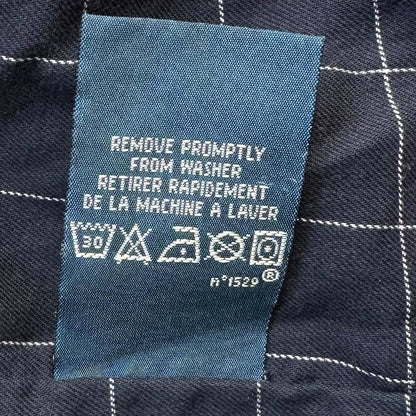 REMOVE PROMPTLY
FROM WASHER
RETIRER RAPIDEMENT
DE LA MACHINE A LAVER
30
n°1529®